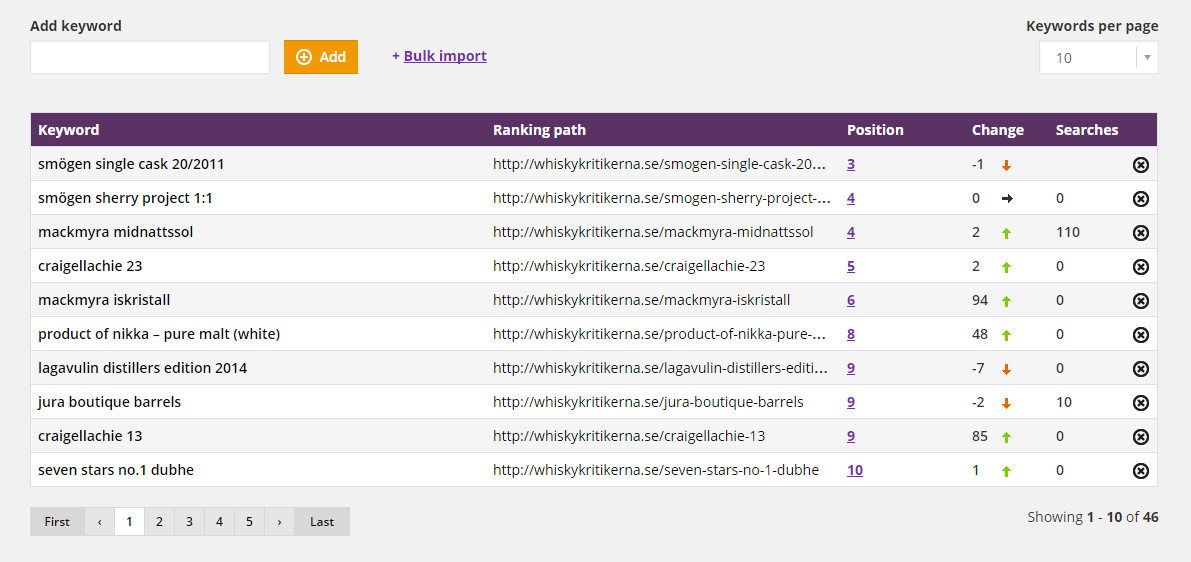 Add keyword Keywords per page
Add + Bulk import 10
Keyword Ranking path Position Change Searches
smögen single cask 20/2011 http://whiskykritikerna.se/smogen-single-cask-20... 3 -1
smögen sherry project 1:1 http://whiskykritikerna.se/smogen-sherry-project-... 4 0 0
mackmyra midnattssol http://whiskykritikerna.se/mackmyra-midnattssol 4 2 110
craigellachie 23 http://whiskykritikerna.se/craigellachie-23 5 2 0
mackmyra iskristall http://whiskykritikerna.se/mackmyra-iskristall 6 94 0
product of nikka – pure malt (white) http://whiskykritikerna.se/product-of-nikka-pure-... 8 48 0
lagavulin distillers edition 2014 http://whiskykritikerna.se/lagavulin-distillers-editi... 9 -7 0
jura boutique barrels http://whiskykritikerna.se/jura-boutique-barrels 9 -2 10
craigellachie 13 http://whiskykritikerna.se/craigellachie-13 9 85 0
seven stars no.1 dubhe http://whiskykritikerna.se/seven-stars-no-1-dubhe 10 1 0
First ‹ 1 2 3 4 5 › Last Showing 1 - 10 of 46